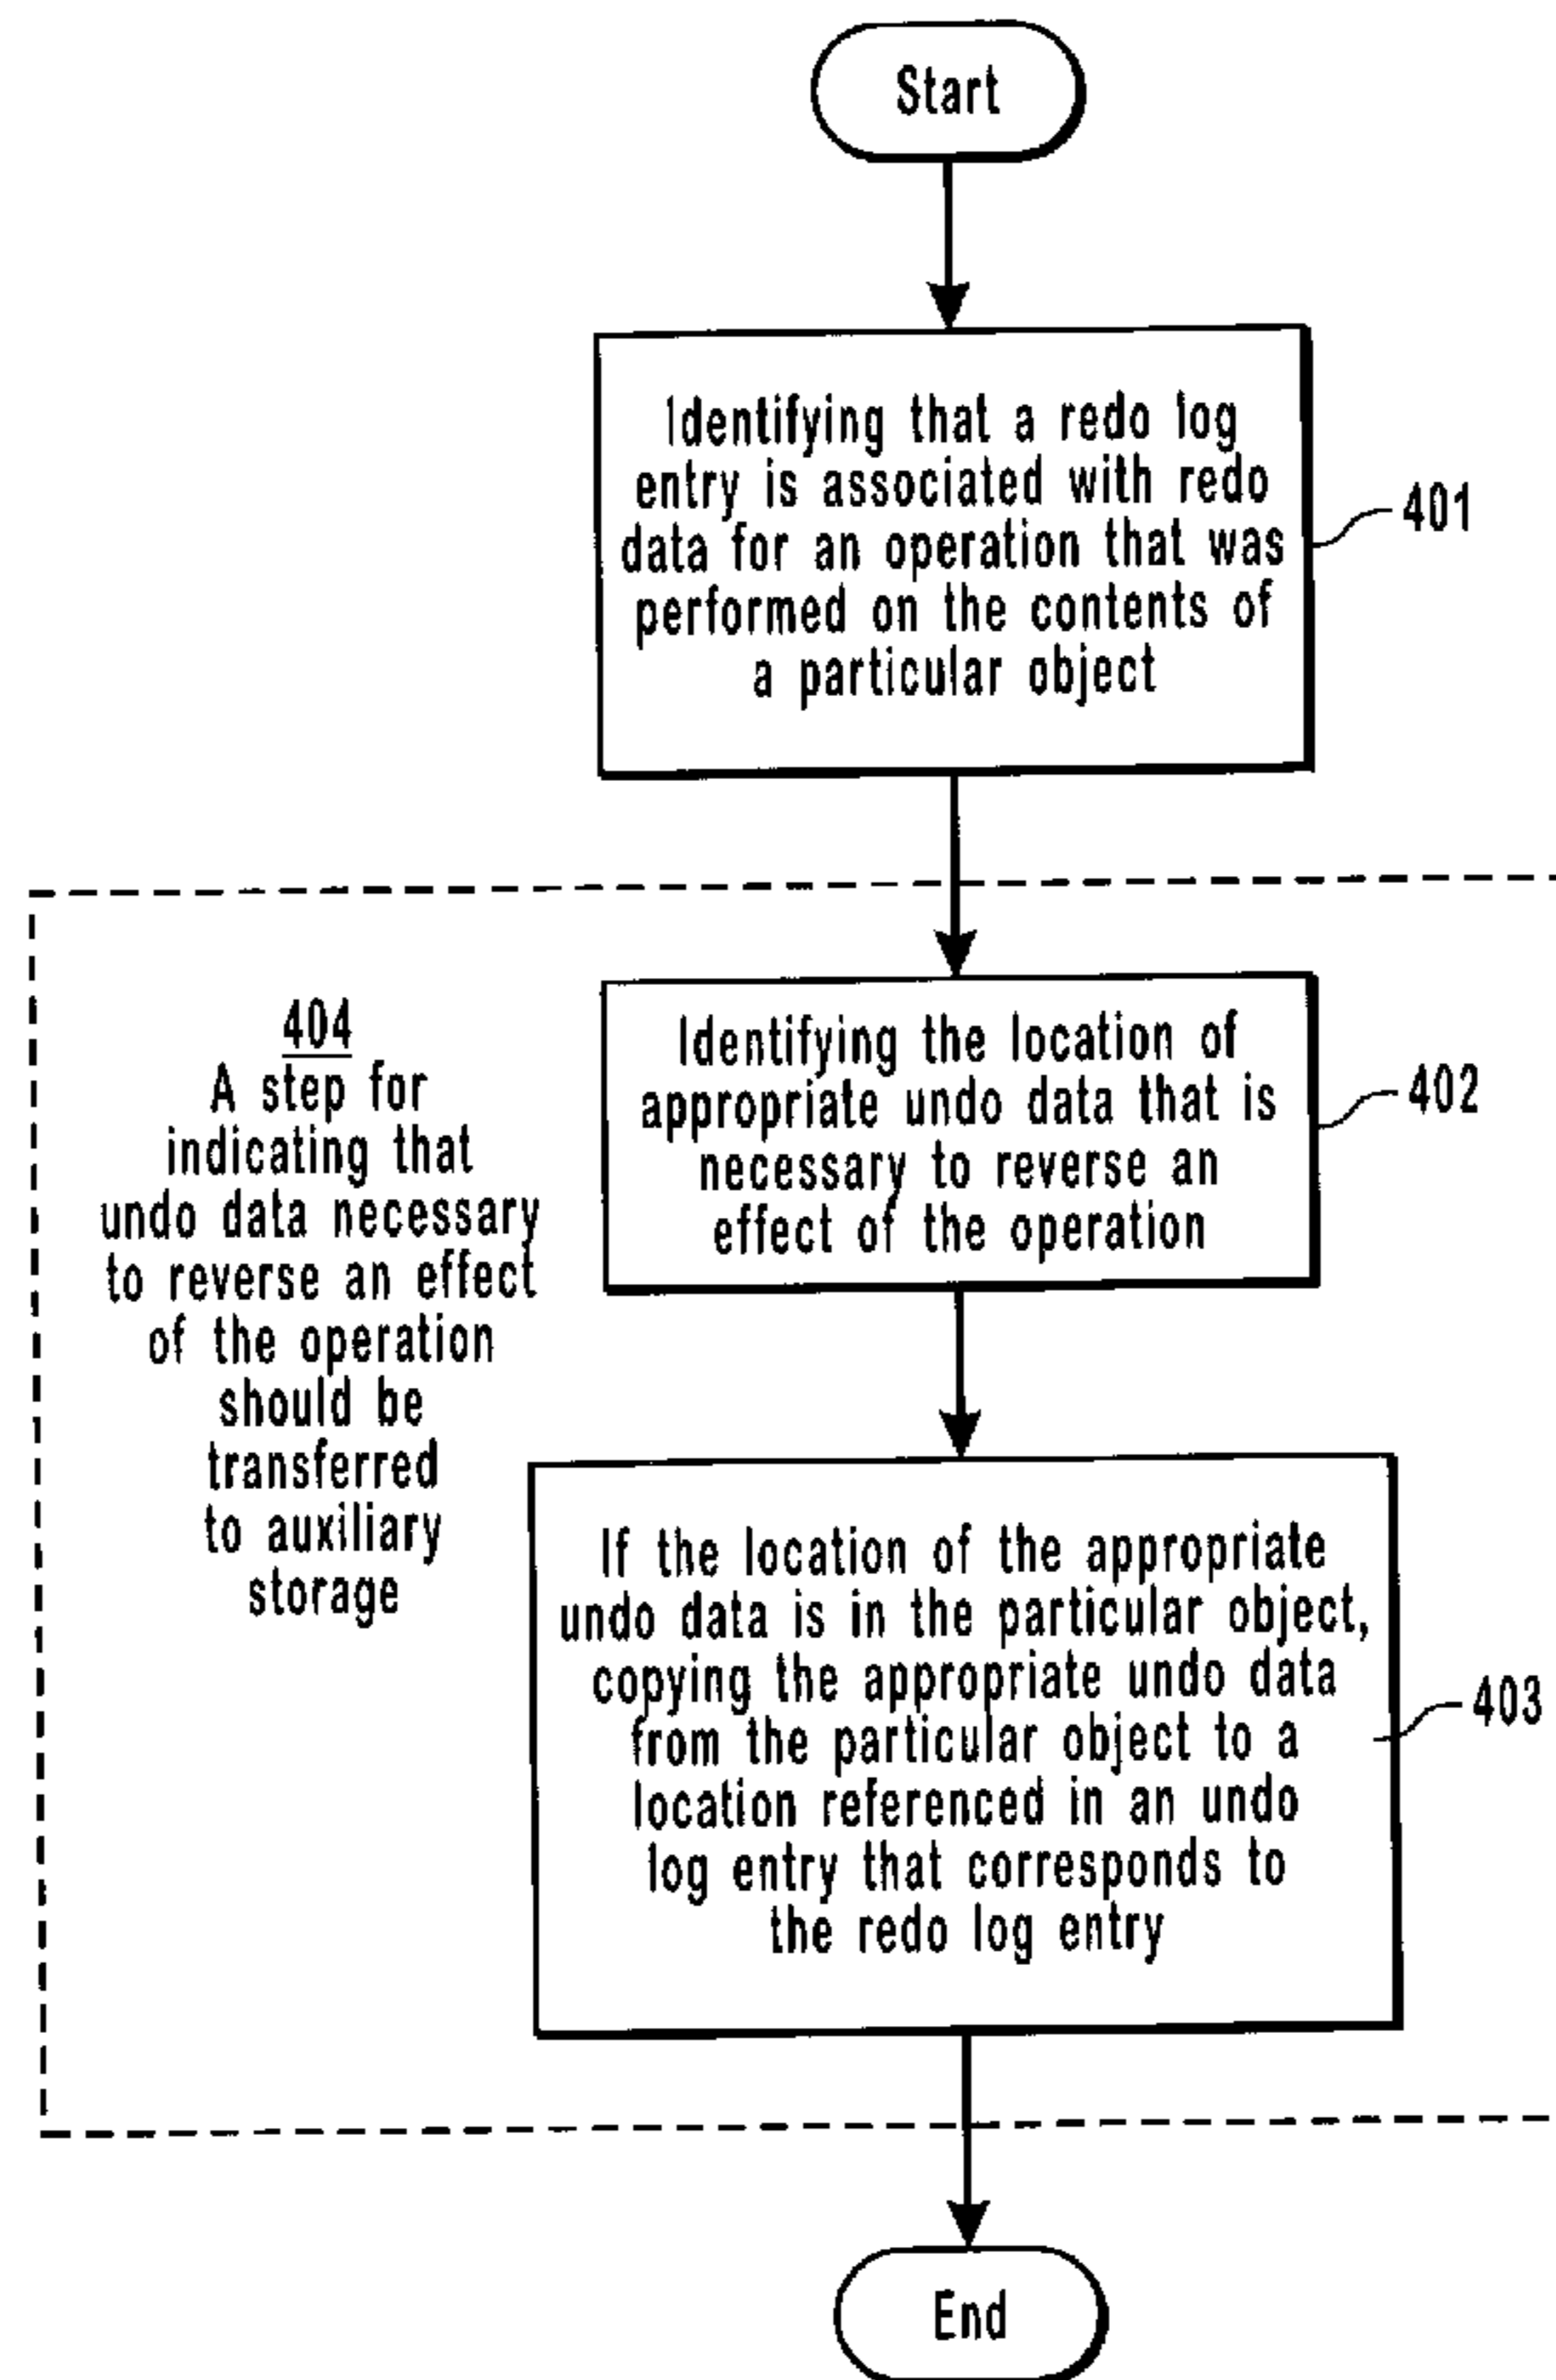 Start
Identifying that a redo log
entry is associated with redo
data for an operation that was
performed on the contents of
a particular object
401
404
A step for
indicating that
undo data necessary
to reverse an effect
of the operation
should be
transferred
to auxiliary
storage
Identifying the location of
appropriate undo data that is
necessary to reverse an
effect of the operation
402
If the location of the appropriate
undo data is in the particular object,
copying the appropriate undo data
from the particular object to a
location referenced in an undo
log entry that corresponds to
the redo log entry
403
End